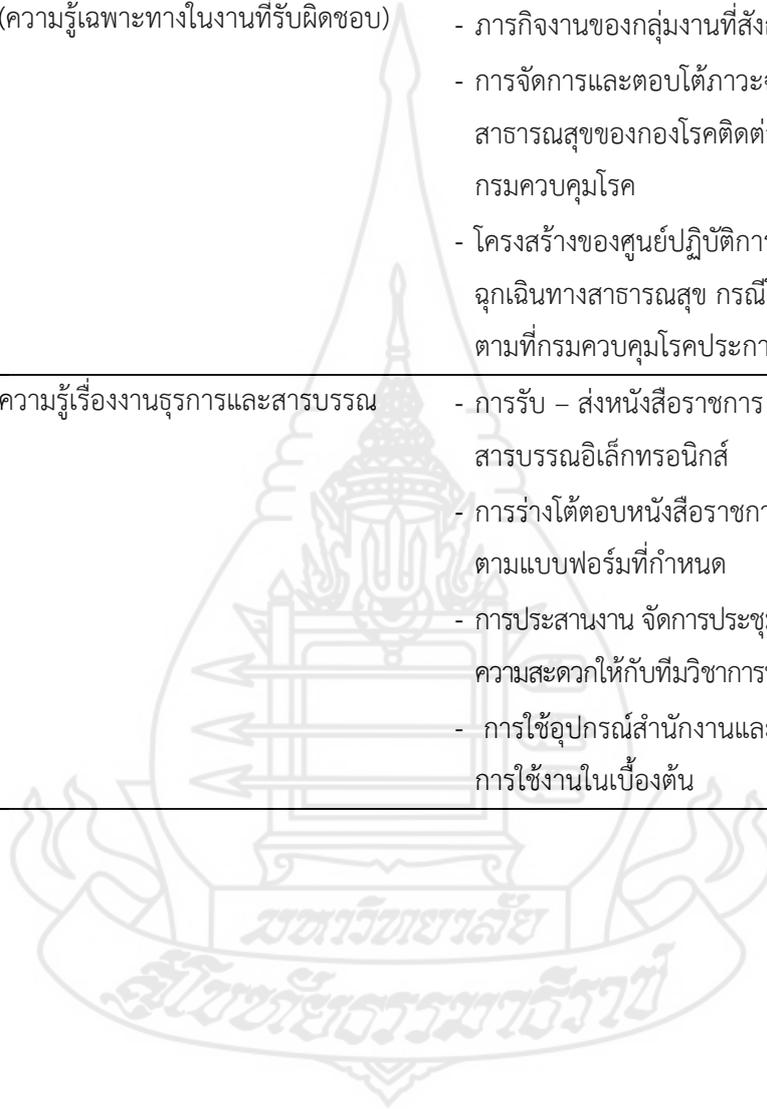 (ความรู้เฉพาะทางในงานที่รับผิดชอบ)
- ภารกิจงานของกลุ่มงานที่
- การจัดการและตอบโต้ภาวะ
สาธารณสุขของกองโรคติดต่
กรมควบคุมโรค
- โครงสร้างของศูนย์ปฏิบัติการ
ฉุกเฉินทางสาธารณสุข กรณี
ตามที่กรมควบคุมโรคประกา
ความรู้เรื่องงานธุรการและสารบรรณ
- การรับ – ส่งหนังสือราชการ
สารบรรณอิเล็กทรอนิกส์
- การร่างโต้ตอบหนังสือราชกา
ตามแบบฟอร์มที่กำหนด
- การประสานงาน จัดการประชุ
ความสะดวกให้กับทีมวิชาการ
- การใช้อุปกรณ์สำนักงานและ
การใช้งานในเบื้องต้น
มหาวิทยาลัย
สุโขทัยธรรมาธิราช